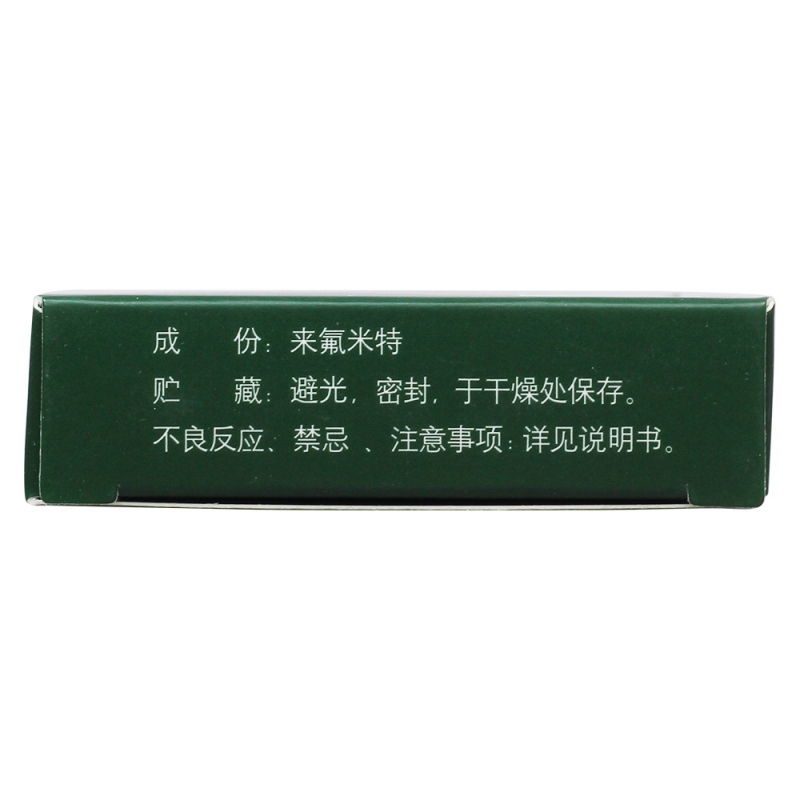 成　　份：来氟米特
贮　　藏：避光，密封，于干燥处保存。
不良反应、禁忌 、注意事项：详见说明书。